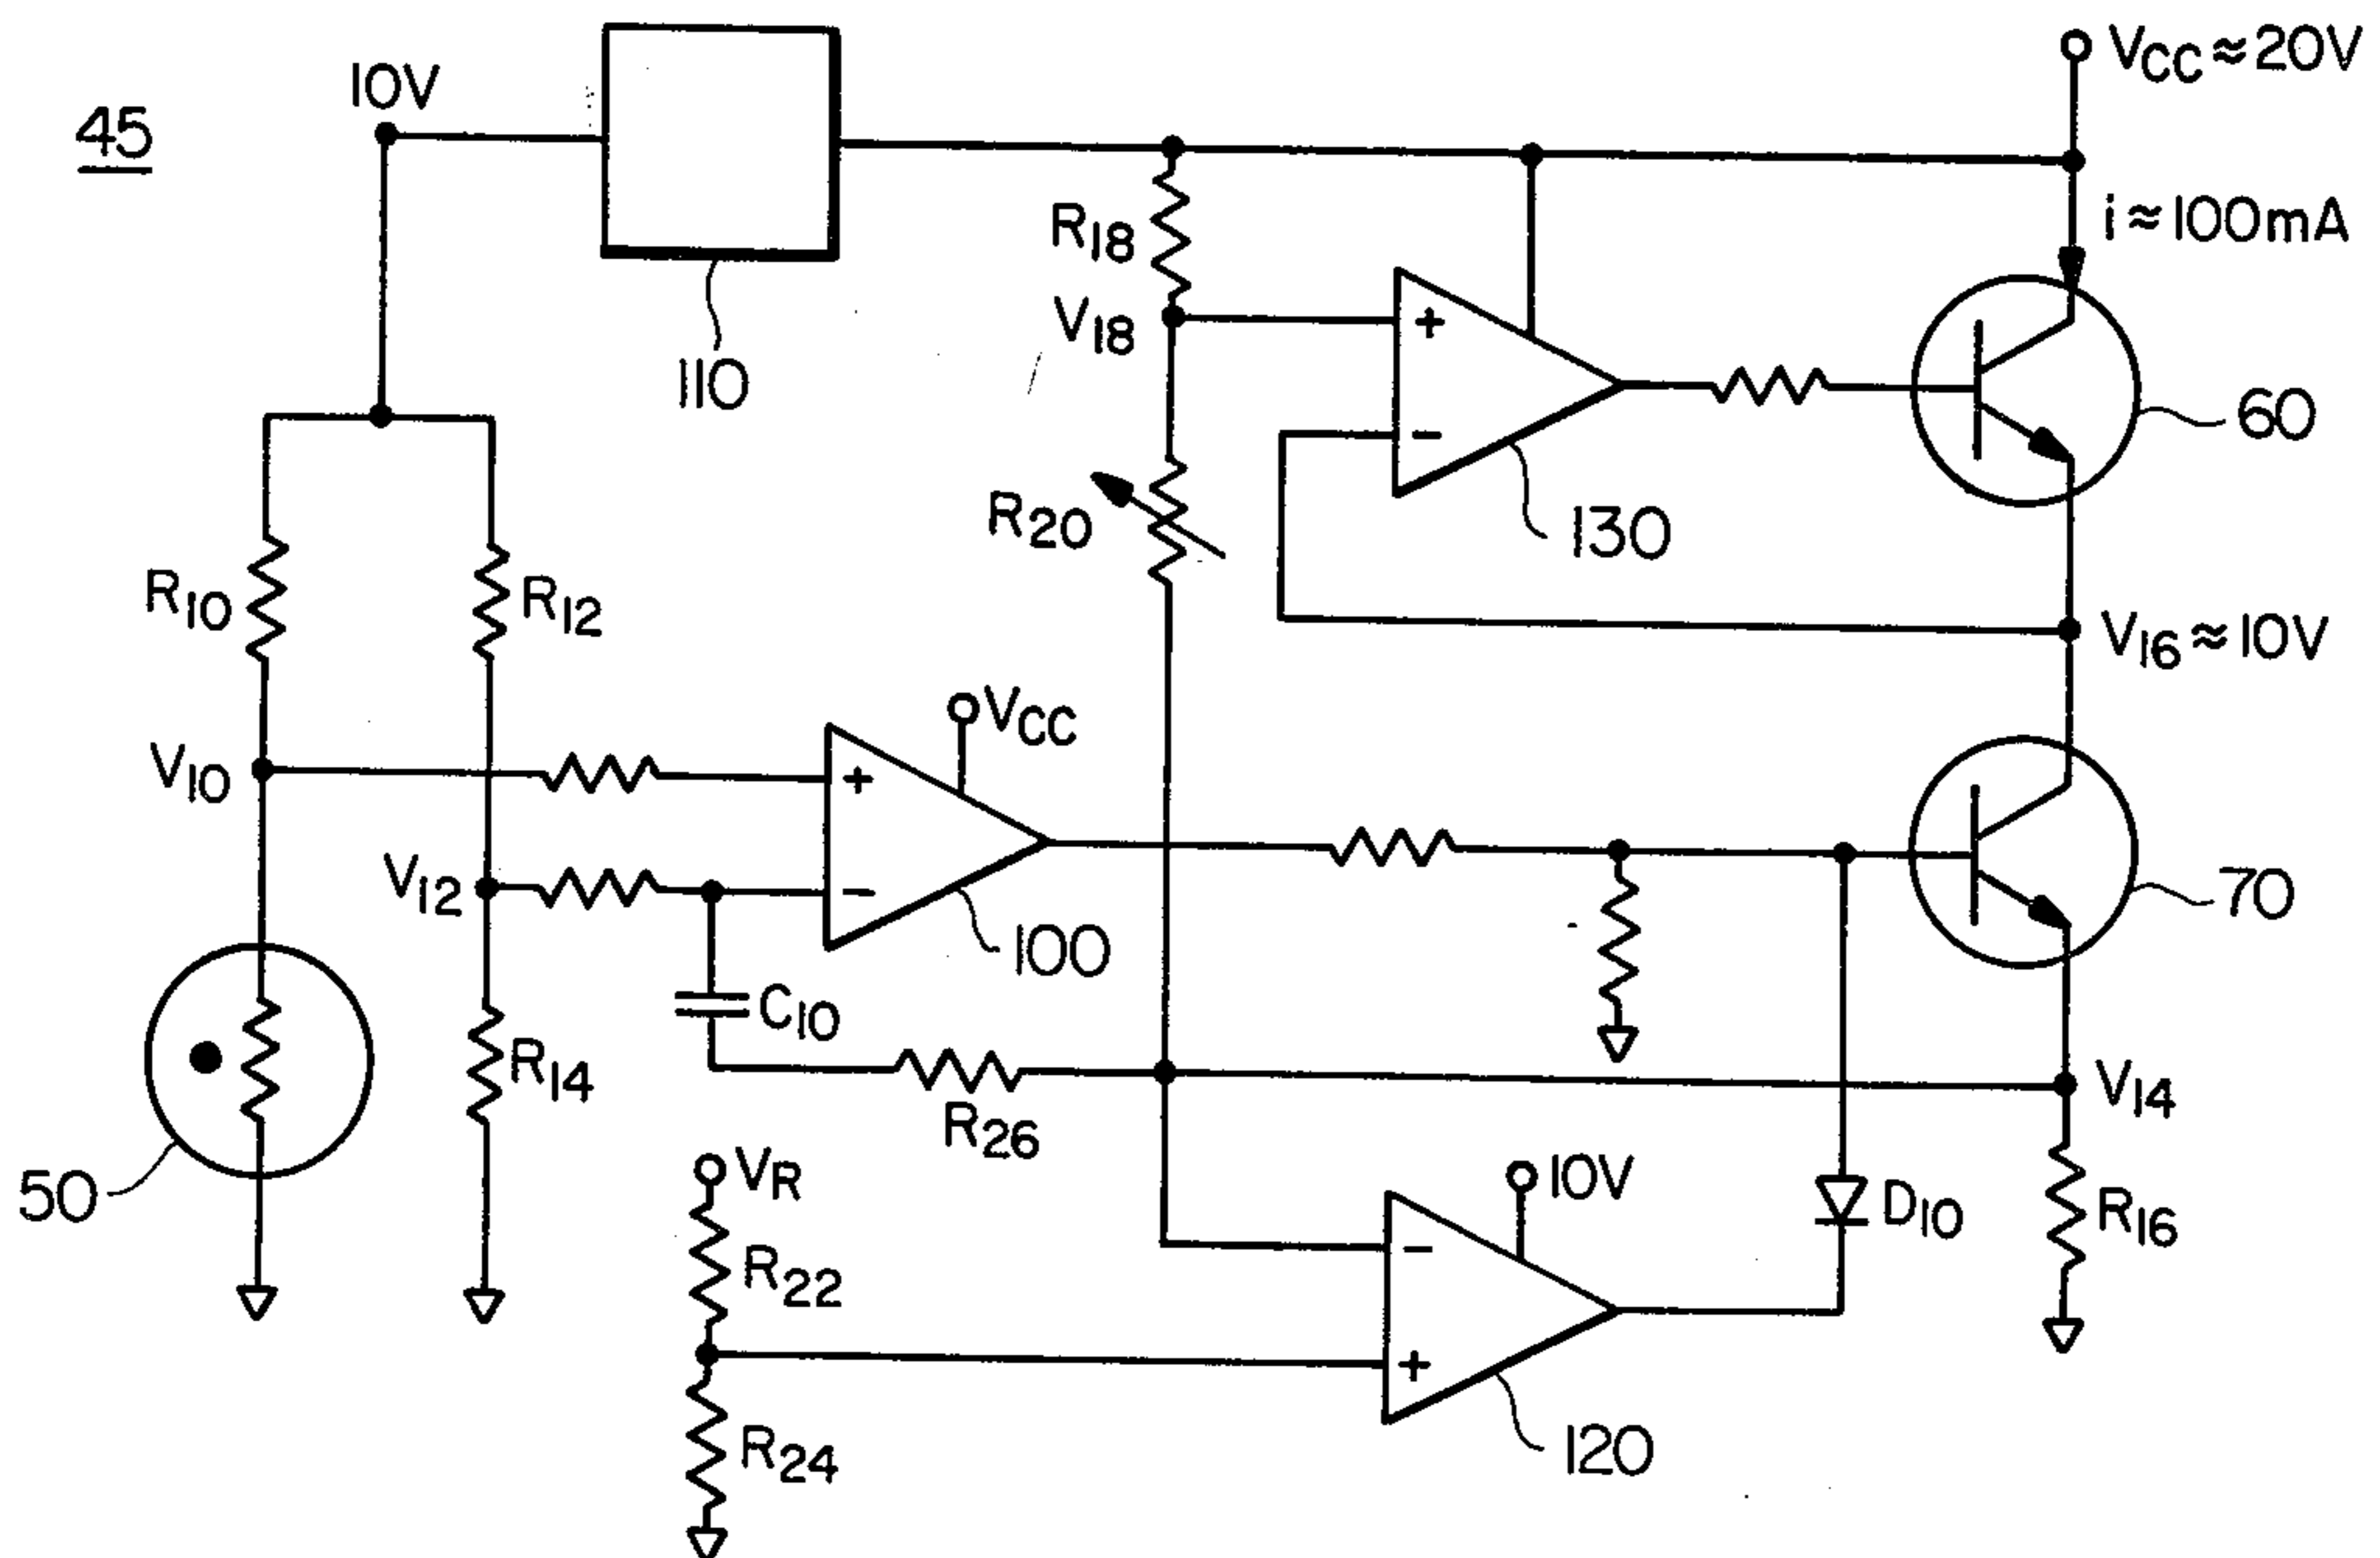 45
10V
110
VCC ≈ 20V
i ≈ 100mA
R18
V18
+
-
130
60
R20
V16 ≈ 10V
R10
R12
V10
VCC
+
V12
-
100
70
C10
R14
R26
V14
50
VR
10V
D10
R16
R22
-
+
120
R24